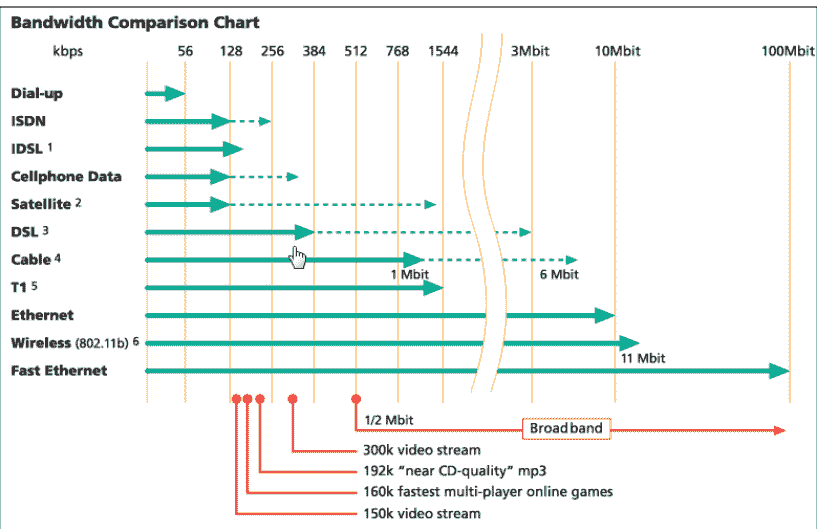 Bandwidth Comparison Chart
kbps 56 128 256 384 512 768 1544 3Mbit 10Mbit 100Mbit
Dial-up
ISDN
IDSL 1
Cellphone Data
Satellite 2
DSL 3
Cable 4
1 Mbit 6 Mbit
T1 5
Ethernet
Wireless (802.11b) 6
11 Mbit
Fast Ethernet
1/2 Mbit
Broadband
300k video stream
192k “near CD-quality” mp3
160k fastest multi-player online games
150k video stream